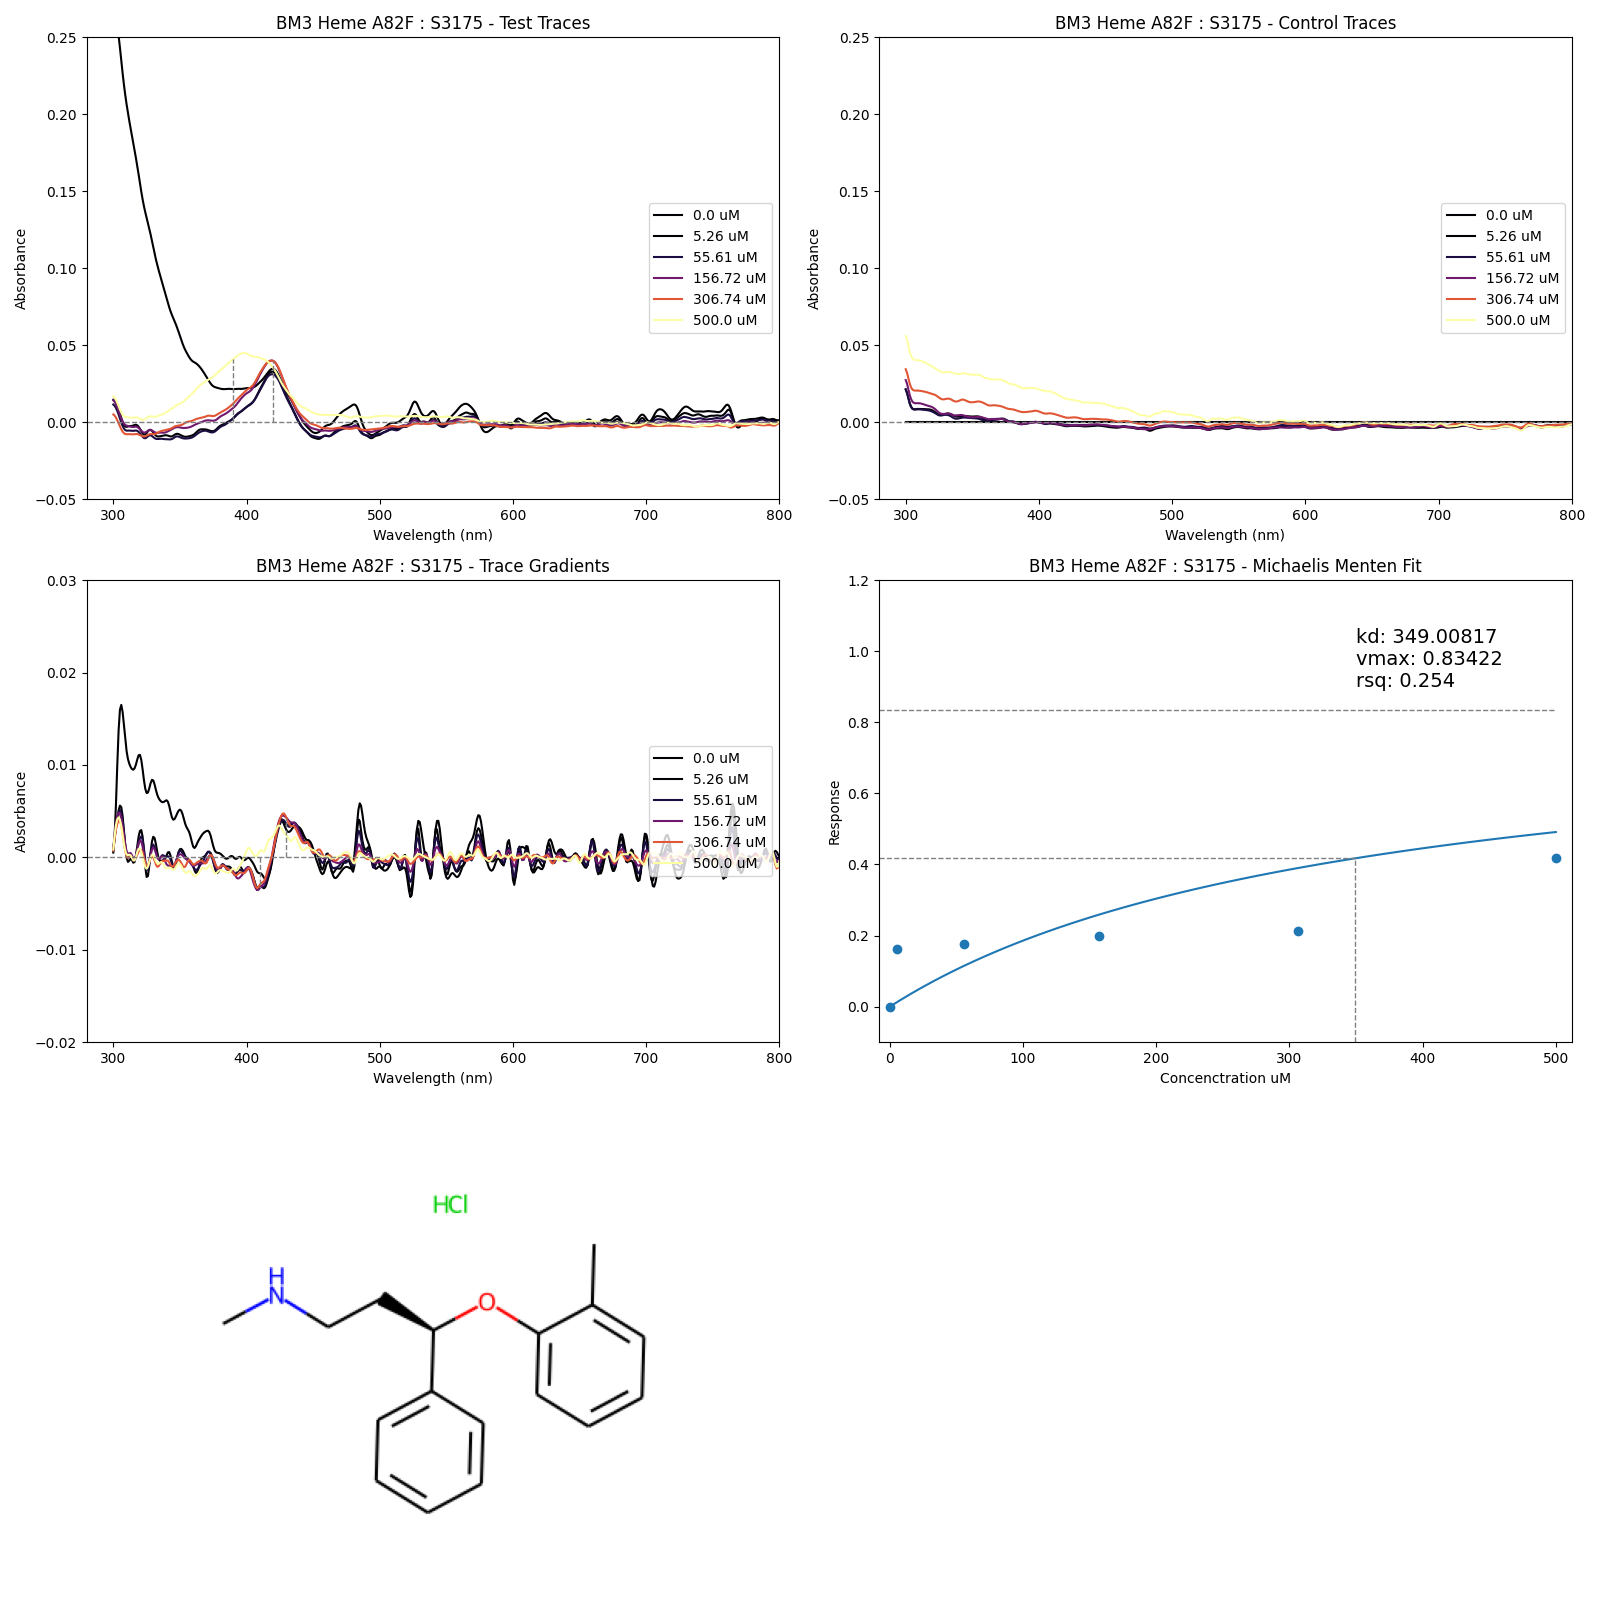 BM3 Heme A82F : S3175 - Test Traces
0.25
0.20
0.15
0.10
0.05
0.00
−0.05
Absorbance
300
400
500
600
700
800
Wavelength (nm)
0.0 uM
5.26 uM
55.61 uM
156.72 uM
306.74 uM
500.0 uM
BM3 Heme A82F : S3175 - Control Traces
0.25
0.20
0.15
0.10
0.05
0.00
−0.05
Absorbance
300
400
500
600
700
800
Wavelength (nm)
0.0 uM
5.26 uM
55.61 uM
156.72 uM
306.74 uM
500.0 uM
BM3 Heme A82F : S3175 - Trace Gradients
0.03
0.02
0.01
0.00
−0.01
−0.02
Absorbance
300
400
500
600
700
800
Wavelength (nm)
0.0 uM
5.26 uM
55.61 uM
156.72 uM
306.74 uM
500.0 uM
BM3 Heme A82F : S3175 - Michaelis Menten Fit
1.2
1.0
0.8
0.6
0.4
0.2
0.0
Response
kd: 349.00817
vmax: 0.83422
rsq: 0.254
0
100
200
300
400
500
Concenctration uM
HCl
H
N
O